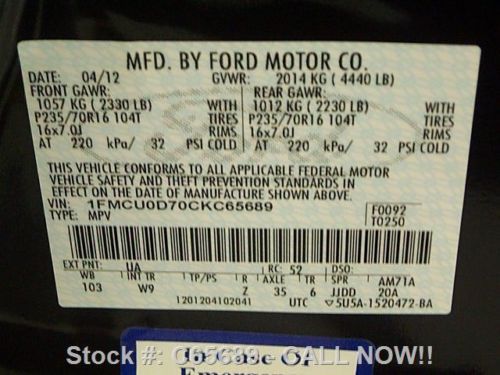 MFD. BY FORD MOTOR CO.
DATE: 04/12 GVWR: 2014 KG ( 4440 LB)
FRONT GAWR: REAR GAWR:
1057 KG ( 2330 LB) WITH 1012 KG ( 2230 LB) WITH
P235/70R16 104T TIRES P235/70R16 104T TIRES
16x7.0J RIMS 16x7.0J RIMS
AT 220 kPa/ 32 PSI COLD AT 220 kPa/ 32 PSI COLD
THIS VEHICLE CONFORMS TO ALL APPLICABLE FEDERAL MOTOR
VEHICLE SAFETY AND THEFT PREVENTION STANDARDS IN
EFFECT ON THE DATE OF MANUFACTURE SHOWN ABOVE.
VIN: 1FMCU0D70CKC65689 F0092
TYPE: MPV T0250
EXT PNT: UA RC: 52 DSO:
WB INT TR TP/PS R AXLE TR SPR AM71A
103 W9 Z 35 6 JJDD 20A
1201204102041 UTC 5U5A-1520472-BA
In Case Of
Stock #: C65689 - CALL NOW!!